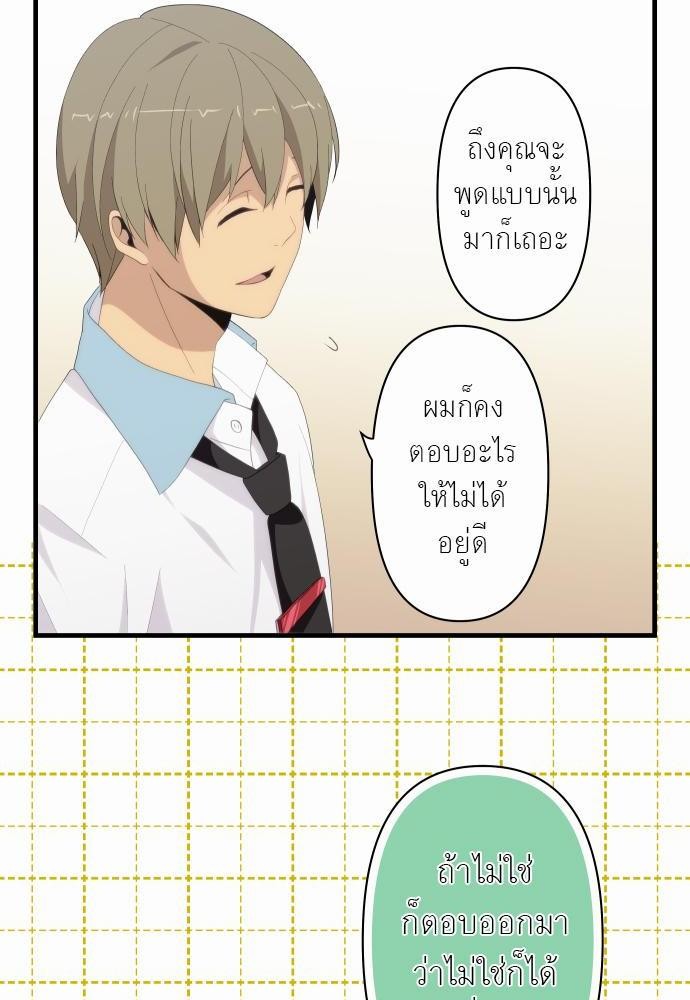 ถึงคุณจะ
พูดแบบนั้น
มาก็เถอะ
ผมก็คง
ตอบอะไร
ให้ไม่ได้
อยู่ดี
ถ้าไม่ใช่
ก็ตอบออกมา
ว่าไม่ใช่ก็ได้